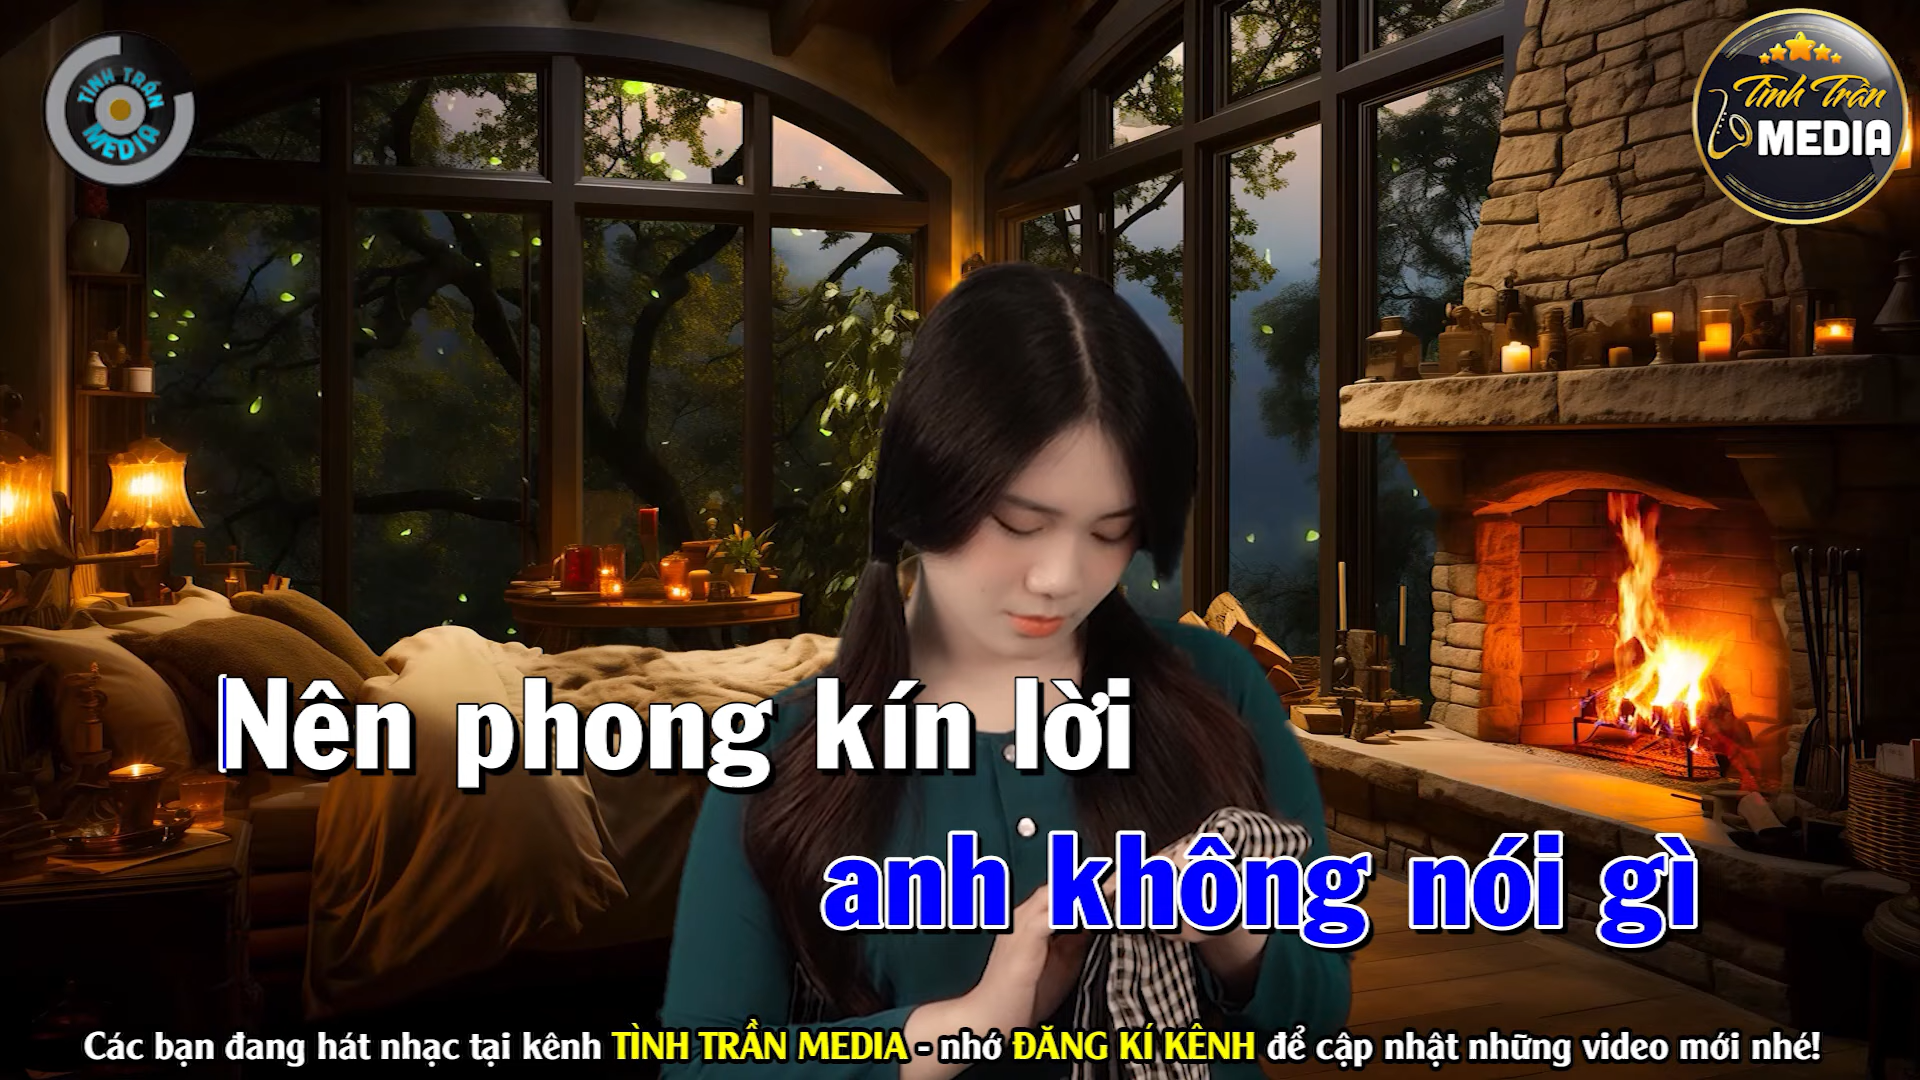 TÌNH TRẦN
MEDIA
Tình Trần
MEDIA
Nên phong kín lời
anh không nói gì
Các bạn đang hát nhạc tại kênh TÌNH TRẦN MEDIA - nhớ ĐĂNG KÍ KÊNH để cập nhật những video mới nhé!